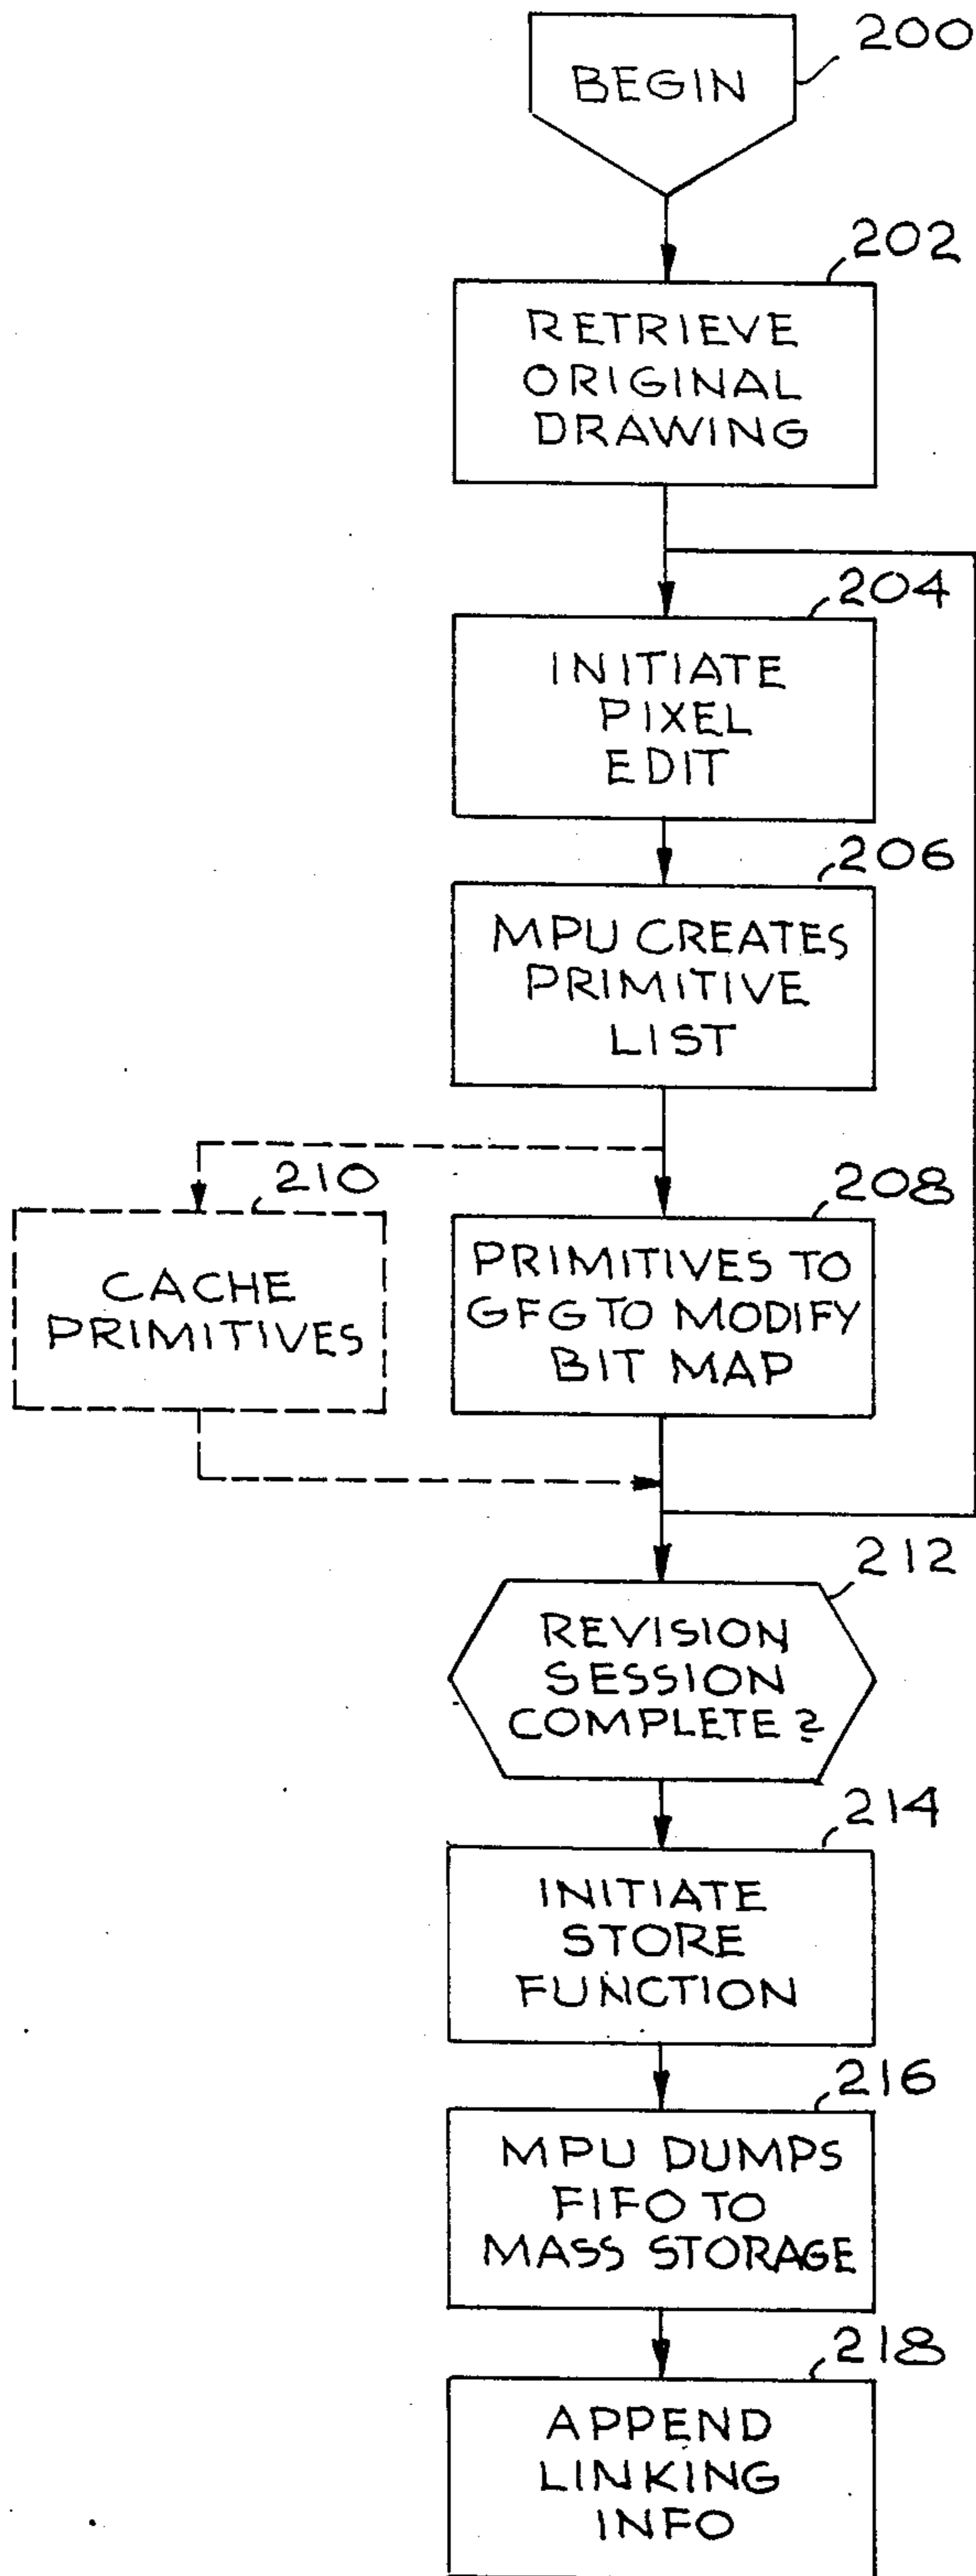 200
BEGIN
202
RETRIEVE
ORIGINAL
DRAWING
204
INITIATE
PIXEL
EDIT
206
MPU CREATES
PRIMITIVE
LIST
210
CACHE
PRIMITIVES
208
PRIMITIVES TO
GFG TO MODIFY
BIT MAP
212
REVISION
SESSION
COMPLETE ?
214
INITIATE
STORE
FUNCTION
216
MPU DUMPS
FIFO TO
MASS STORAGE
218
APPEND
LINKING
INFO